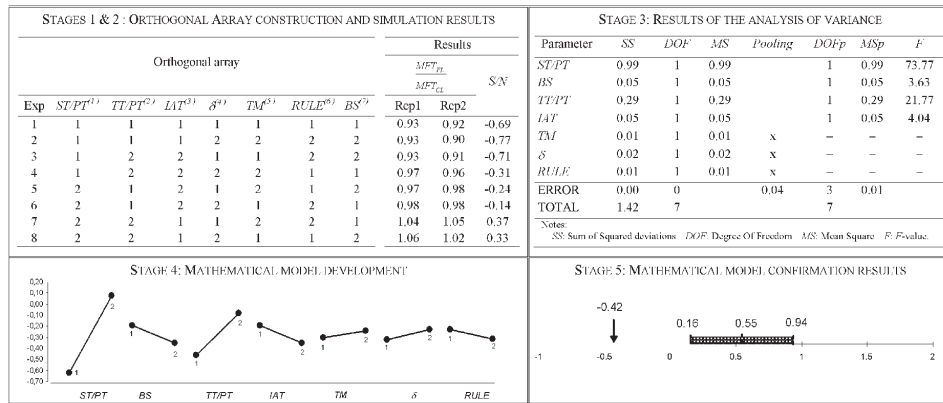 STAGES 1 & 2 : ORTHOGONAL ARRAY CONSTRUCTION AND SIMULATION RESULTS
Orthogonal array
Results
MFT_FL
MFT_CL
S/N
Exp ST/PT(1) TT/PT(2) IAT(3) δ(4) TM(5) RULE(6) BS(7) Rep1 Rep2
1 1 1 1 1 1 1 1 0.93 0.92 -0.69
2 1 1 1 2 2 2 2 0.93 0.90 -0.77
3 1 2 2 1 1 2 2 0.93 0.91 -0.71
4 1 2 2 2 2 1 1 0.97 0.96 -0.31
5 2 1 2 1 2 1 2 0.97 0.98 -0.24
6 2 1 2 2 1 2 1 0.98 0.98 -0.14
7 2 2 1 1 2 2 1 1.04 1.05 0.37
8 2 2 1 2 1 1 2 1.06 1.02 0.33
STAGE 3: RESULTS OF THE ANALYSIS OF VARIANCE
Parameter SS DOF MS Pooling DOFp MSp F
ST/PT 0.99 1 0.99 1 0.99 73.77
BS 0.05 1 0.05 1 0.05 3.63
TT/PT 0.29 1 0.29 1 0.29 21.77
IAT 0.05 1 0.05 1 0.05 4.04
TM 0.01 1 0.01 x – – –
δ 0.02 1 0.02 x – – –
RULE 0.01 1 0.01 x – – –
ERROR 0.00 0 0.04 3 0.01
TOTAL 1.42 7 7
Notes:
SS: Sum of Squared deviations DOF: Degree Of Freedom MS: Mean Square F: F-value.
STAGE 4: MATHEMATICAL MODEL DEVELOPMENT
0,20
0,10
0,00
-0,10
-0,20
-0,30
-0,40
-0,50
-0,60
-0,70
1 2 1 2 1 2 1 2 1 2 1 2 1 2
ST/PT BS TT/PT IAT TM δ RULE
STAGE 5: MATHEMATICAL MODEL CONFIRMATION RESULTS
-0.42
0.16 0.55 0.94
-1 -0.5 0 0.5 1 1.5 2